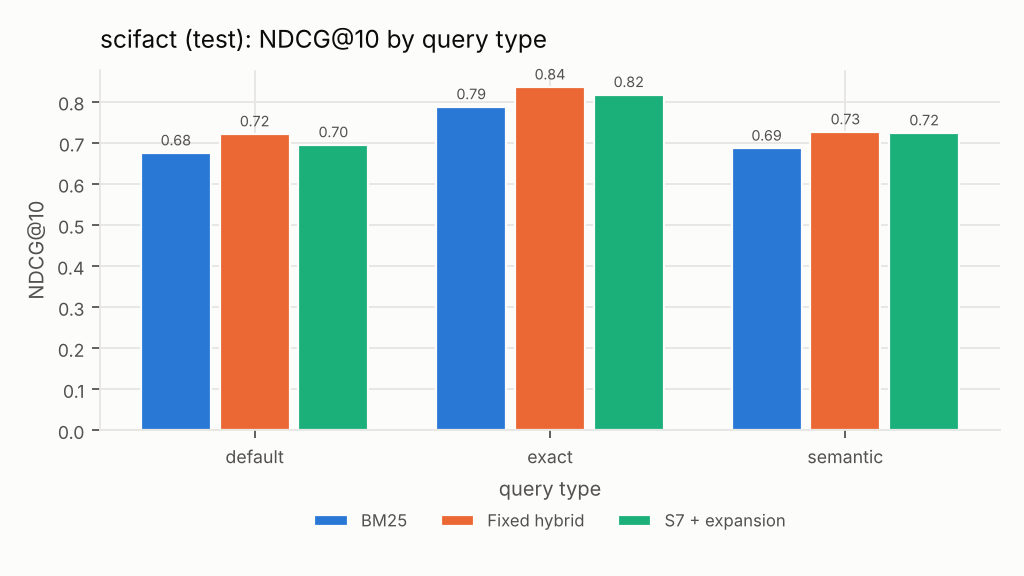 scifact (test): NDCG@10 by query type
NDCG@10
0.8
0.7
0.6
0.5
0.4
0.3
0.2
0.1
0.0
0.68
0.72
0.70
0.79
0.84
0.82
0.69
0.73
0.72
default
exact
semantic
query type
BM25
Fixed hybrid
S7 + expansion